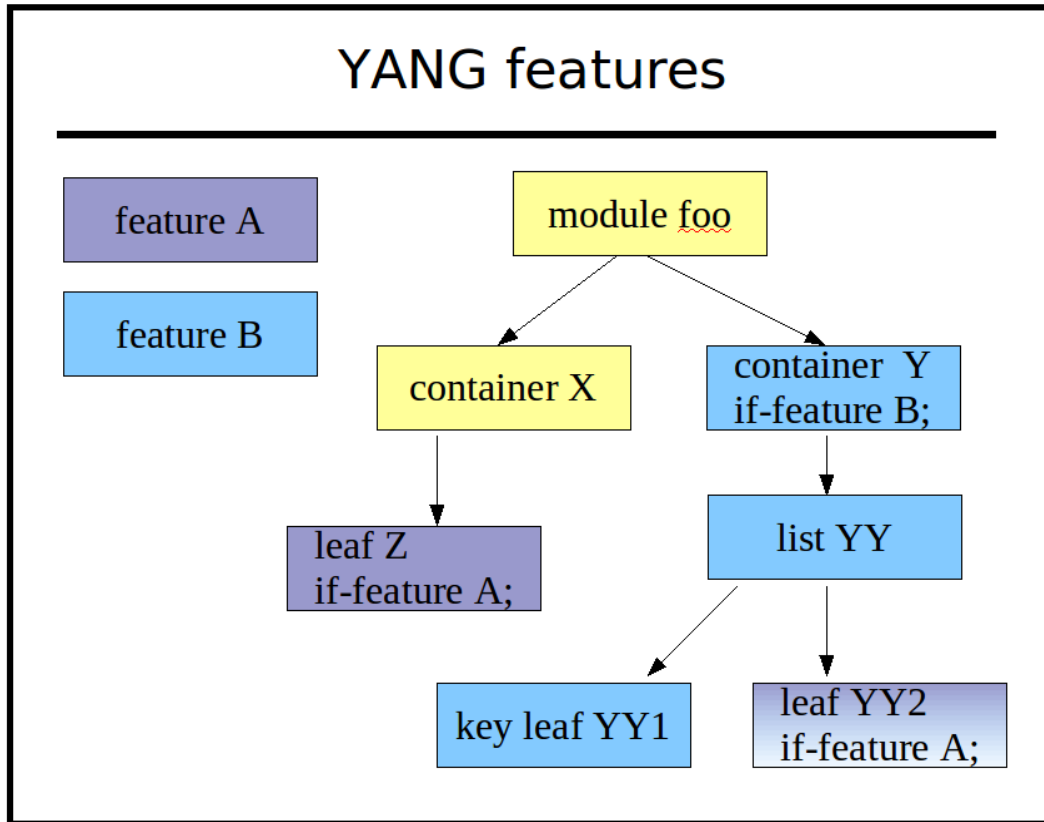 YANG features
feature A
module foo
feature B
container X
container Y
if-feature B;
leaf Z
if-feature A;
list YY
key leaf YY1
leaf YY2
if-feature A;